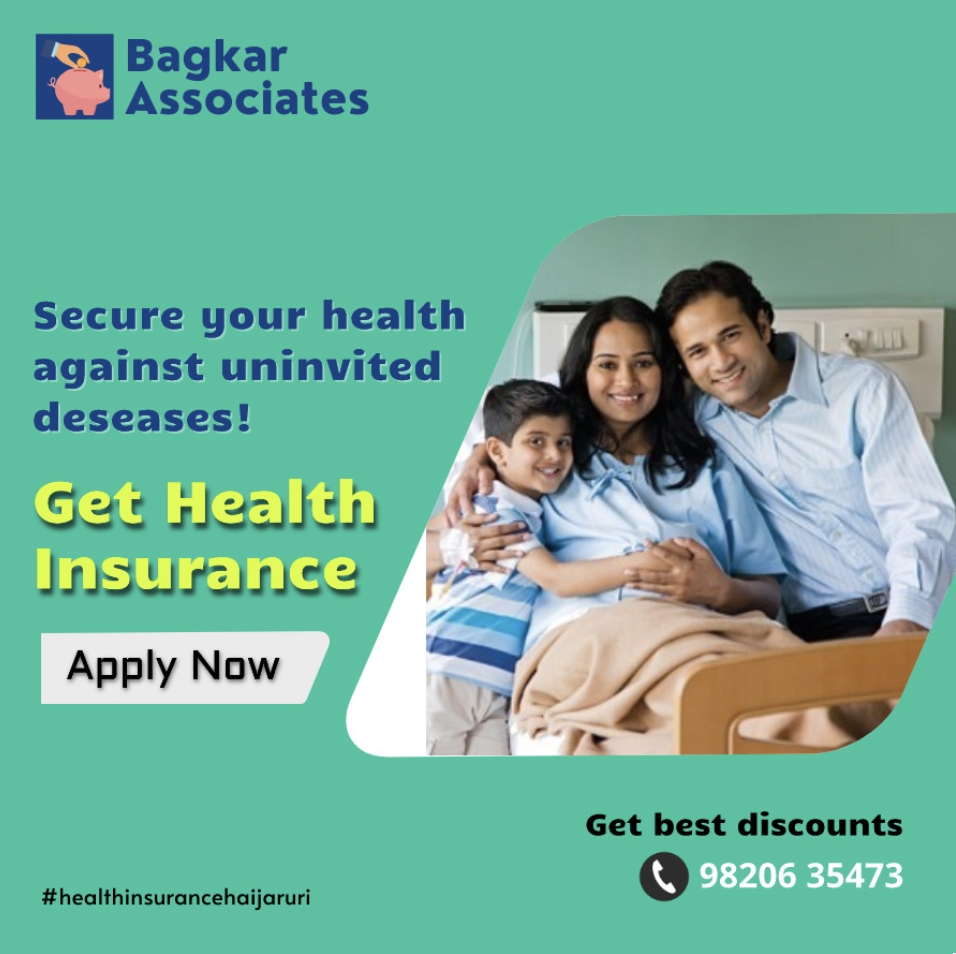 Bagkar
Associates
Secure your health
against uninvited
deseases!
Get Health
Insurance
Apply Now
Get best discounts
98206 35473
#healthinsurancehaijaruri